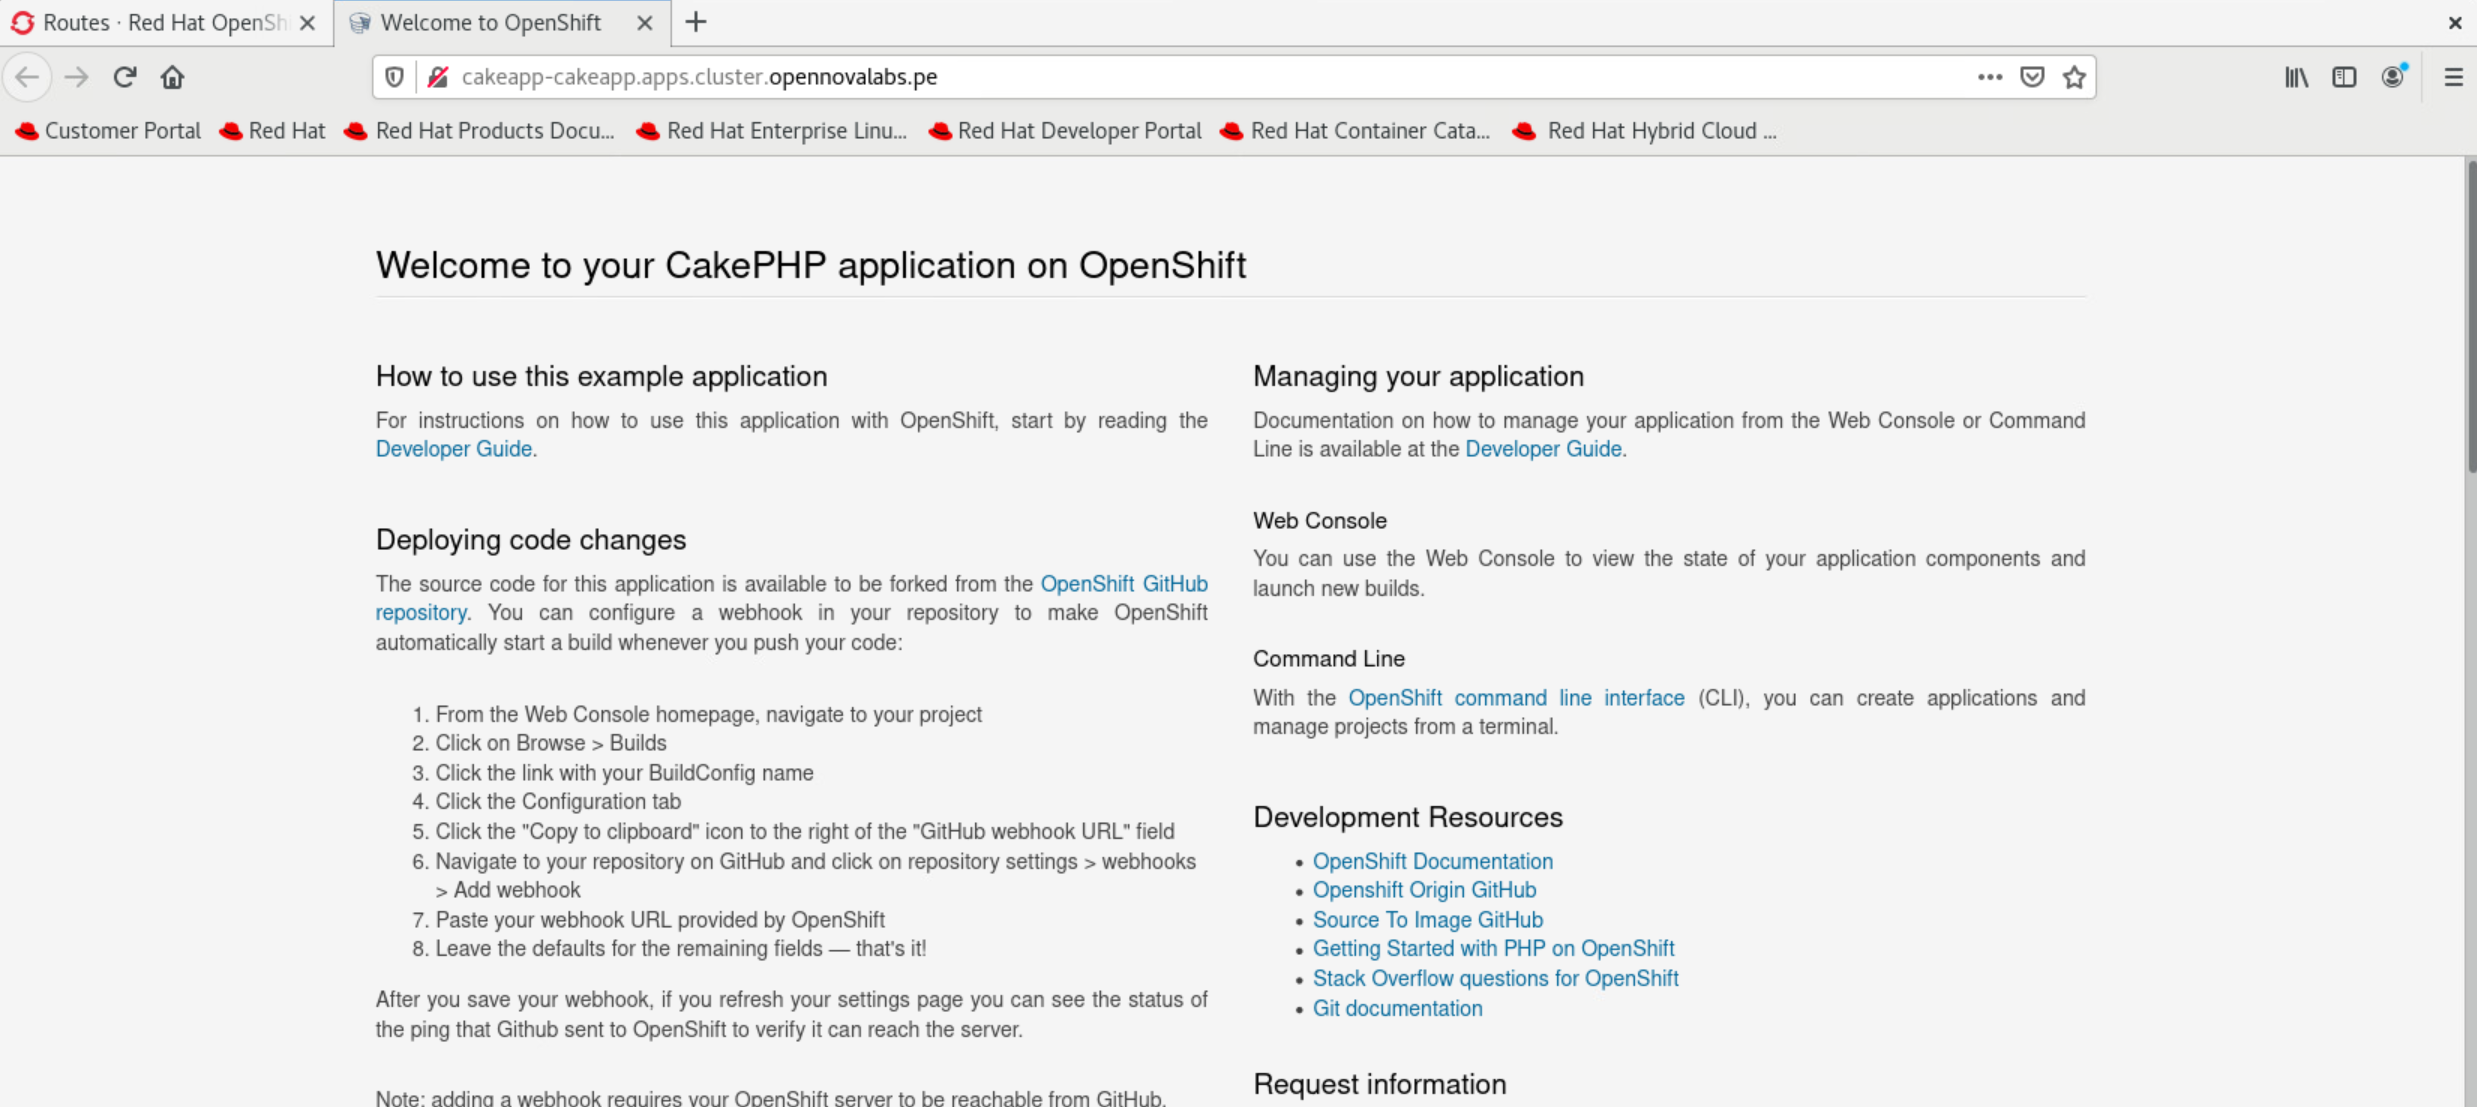 Routes · Red Hat OpenShi
Welcome to OpenShift
cakeapp-cakeapp.apps.cluster.opennovalabs.pe
Customer Portal
Red Hat
Red Hat Products Docu...
Red Hat Enterprise Linu...
Red Hat Developer Portal
Red Hat Container Cata...
Red Hat Hybrid Cloud ...
Welcome to your CakePHP application on OpenShift
How to use this example application
For instructions on how to use this application with OpenShift, start by reading the
Developer Guide.
Deploying code changes
The source code for this application is available to be forked from the OpenShift GitHub
repository. You can configure a webhook in your repository to make OpenShift
automatically start a build whenever you push your code:
1. From the Web Console homepage, navigate to your project
2. Click on Browse > Builds
3. Click the link with your BuildConfig name
4. Click the Configuration tab
5. Click the "Copy to clipboard" icon to the right of the "GitHub webhook URL" field
6. Navigate to your repository on GitHub and click on repository settings > webhooks
> Add webhook
7. Paste your webhook URL provided by OpenShift
8. Leave the defaults for the remaining fields — that's it!
After you save your webhook, if you refresh your settings page you can see the status of
the ping that Github sent to OpenShift to verify it can reach the server.
Note: adding a webhook requires your OpenShift server to be reachable from GitHub.
Managing your application
Documentation on how to manage your application from the Web Console or Command
Line is available at the Developer Guide.
Web Console
You can use the Web Console to view the state of your application components and
launch new builds.
Command Line
With the OpenShift command line interface (CLI), you can create applications and
manage projects from a terminal.
Development Resources
• OpenShift Documentation
• Openshift Origin GitHub
• Source To Image GitHub
• Getting Started with PHP on OpenShift
• Stack Overflow questions for OpenShift
• Git documentation
Request information